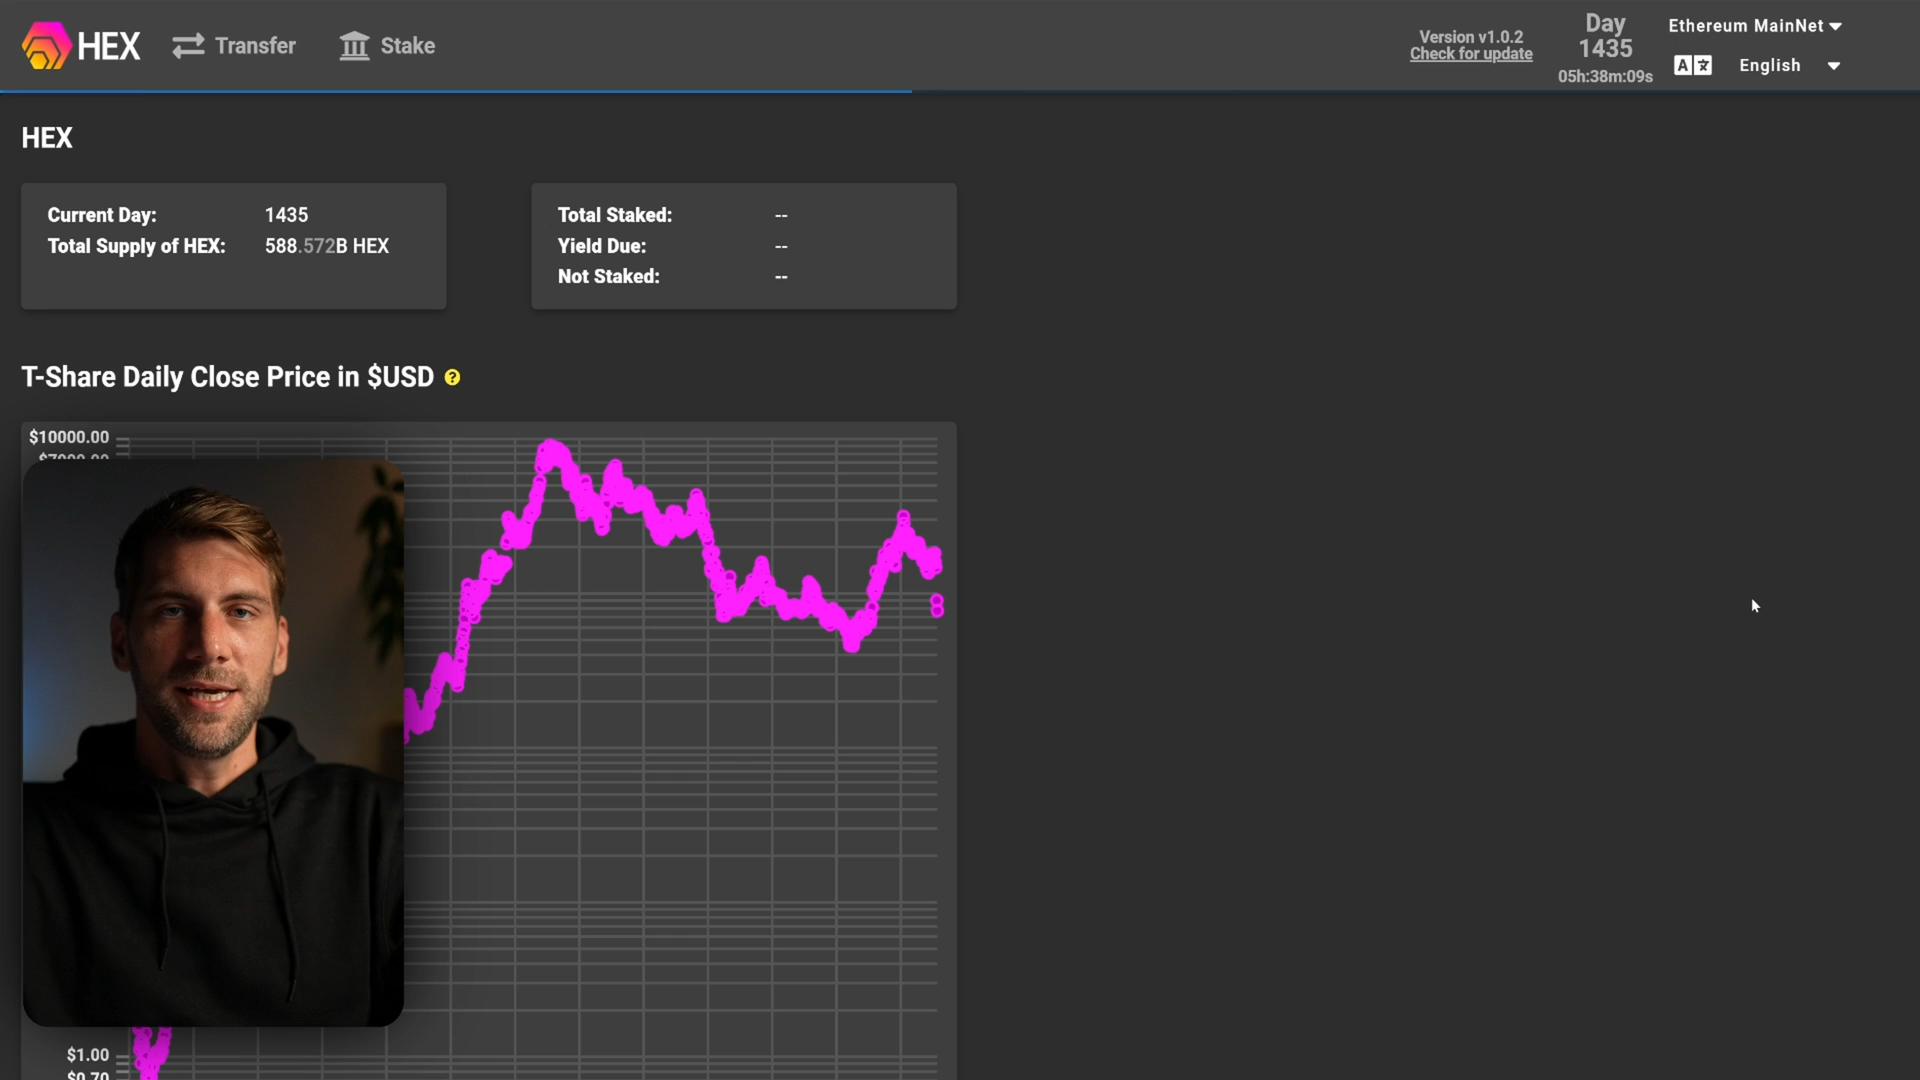 HEX
Transfer
Stake
Version v1.0.2
Check for update
Day
1435
05h:38m:09s
Ethereum MainNet
A
English
HEX
Current Day: 1435
Total Supply of HEX: 588.572B HEX
Total Staked: --
Yield Due: --
Not Staked: --
T-Share Daily Close Price in $USD ?
$10000.00
$1.00
$0.70